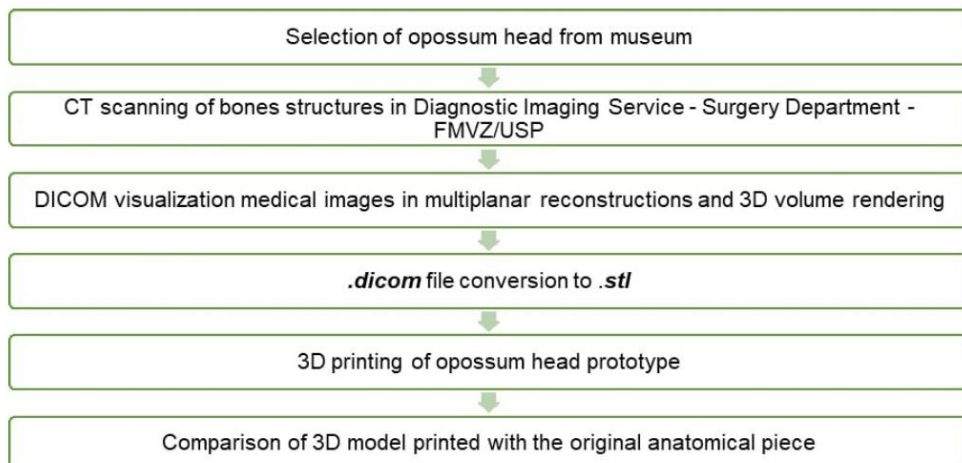 Selection of opossum head from museum
CT scanning of bones structures in Diagnostic Imaging Service - Surgery Department -
FMVZ/USP
DICOM visualization medical images in multiplanar reconstructions and 3D volume rendering
.dicom file conversion to .stl
3D printing of opossum head prototype
Comparison of 3D model printed with the original anatomical piece